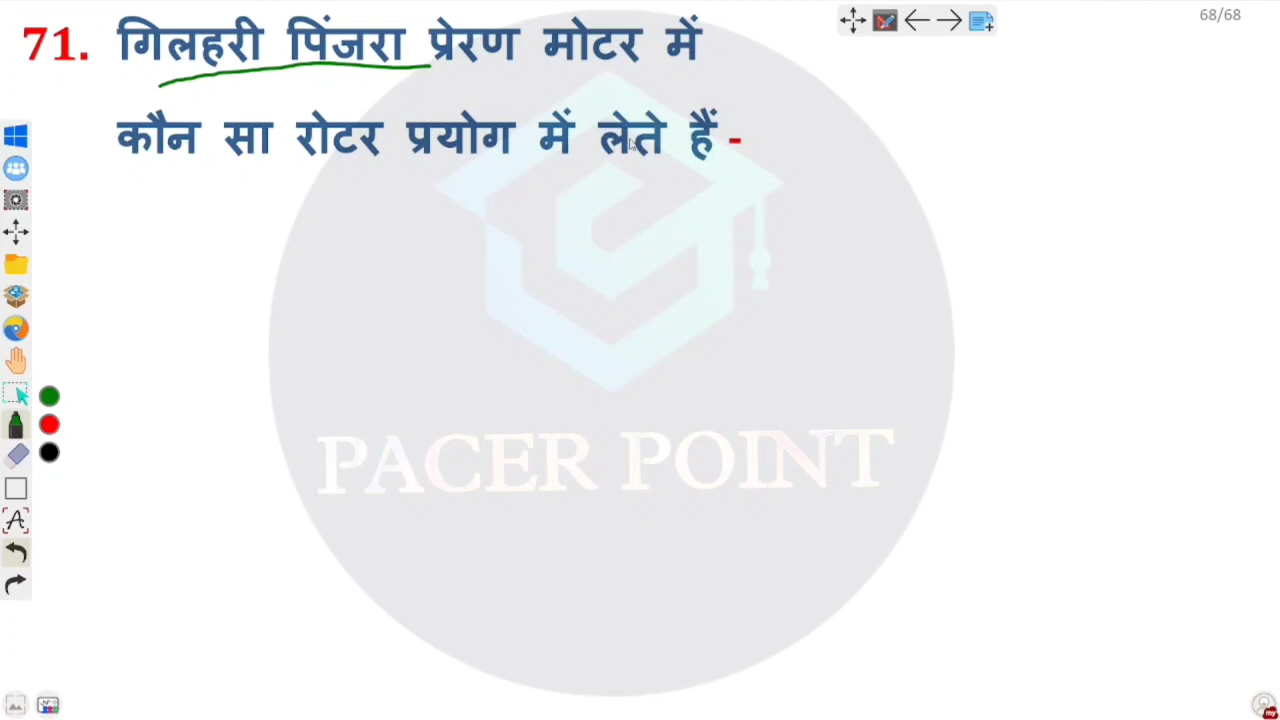 68/68
71. गिलहरी पिंजरा प्रेरण मोटर में
कौन सा रोटर प्रयोग में लेते हैं -
PACER POINT